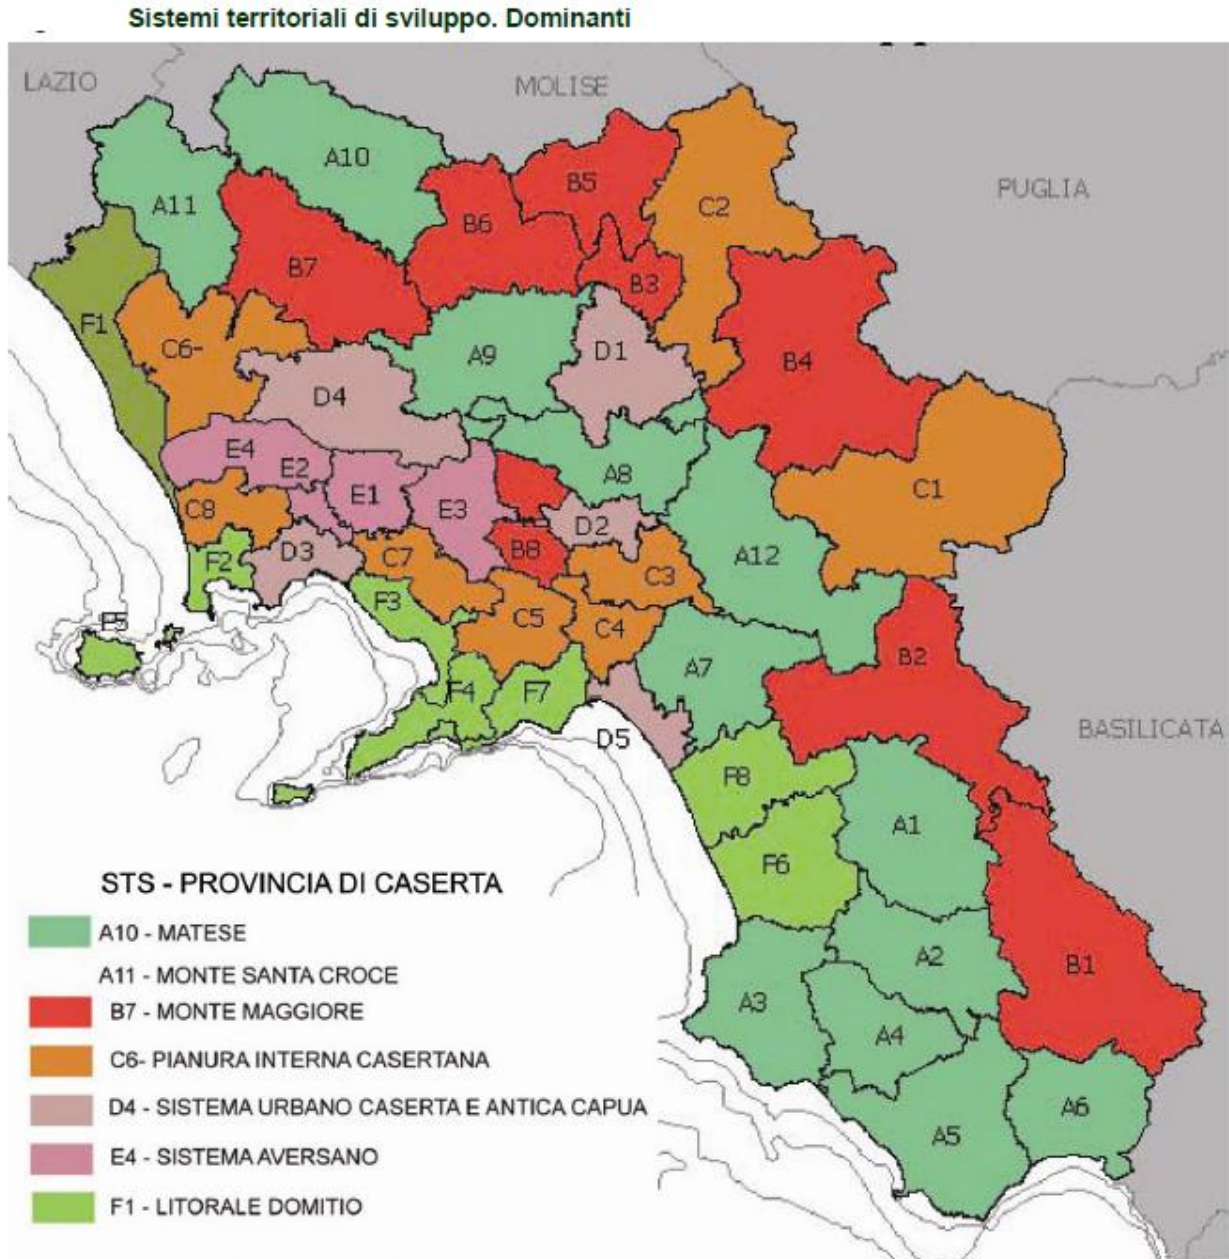 Sistemi territoriali di sviluppo. Dominanti
LAZIO
MOLISE
PUGLIA
BASILICATA
A10
A11
B5
C2
B6
B7
B3
F1
C6-
A9
D1
B4
D4
E4
E2
A8
E1
E3
C1
C8
D2
D3
B8
A12
F2
C7
C3
F3
F5
C5
C4
A7
B2
F4
F7
D5
F8
A1
F6
A2
B1
A3
A4
A6
A5
STS - PROVINCIA DI CASERTA
A10 - MATESE
A11 - MONTE SANTA CROCE
B7 - MONTE MAGGIORE
C6- PIANURA INTERNA CASERTANA
D4 - SISTEMA URBANO CASERTA E ANTICA CAPUA
E4 - SISTEMA AVERSANO
F1 - LITORALE DOMITIO